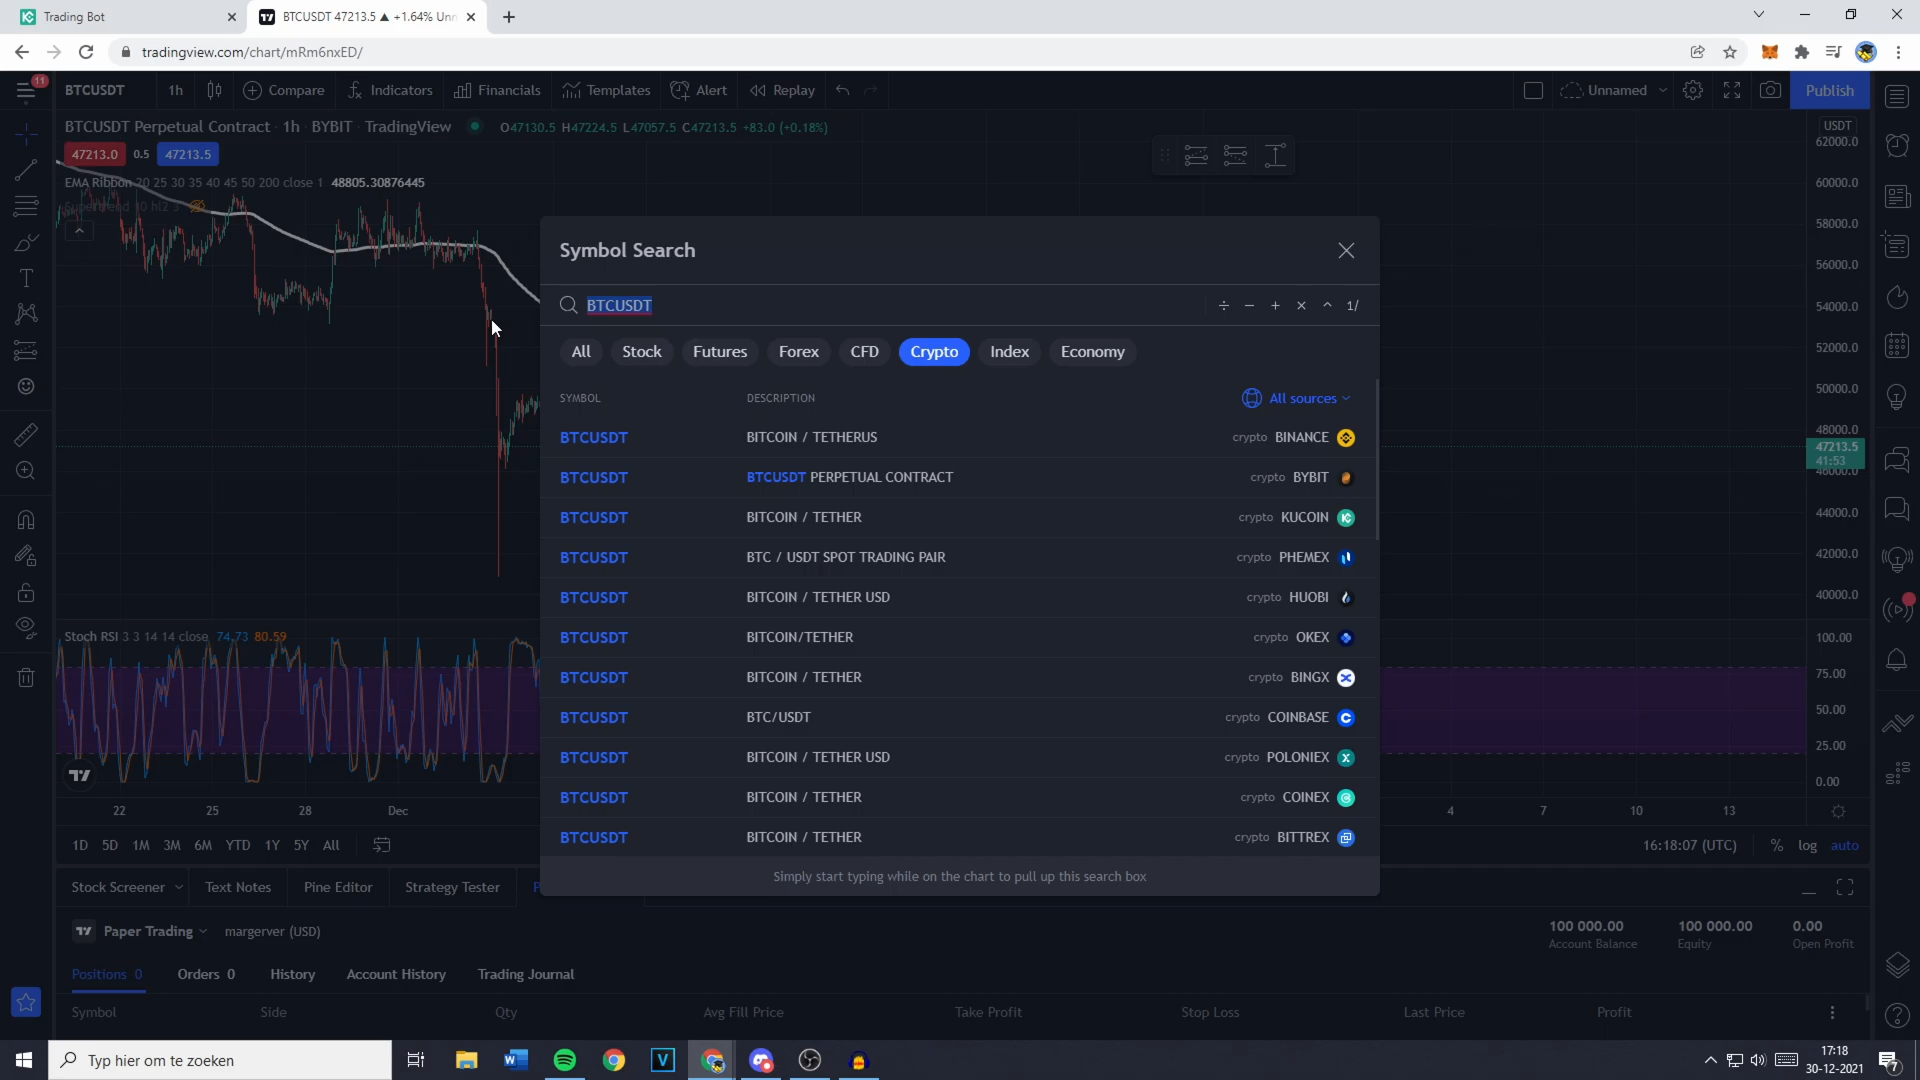 Trading Bot
BTCUSDT 47213.5 ▲ +1.64% Unn
tradingview.com/chart/mRm6nxED/
11
BTCUSDT 1h Compare Indicators Financials Templates Alert Replay Unnamed Publish
BTCUSDT Perpetual Contract · 1h · BYBIT · TradingView O47130.5 H47224.5 L47057.5 C47213.5 +83.0 (+0.18%)
47213.0 0.5 47213.5
EMA Ribbon 20 25 30 35 40 45 50 200 close 1 48805.30876445
Supertrend 10 hl2 3
USDT
62000.0
60000.0
58000.0
56000.0
54000.0
52000.0
50000.0
48000.0
47213.5
41:53
46000.0
44000.0
42000.0
40000.0
Symbol Search
BTCUSDT
÷ − + × ^ 1/
All Stock Futures Forex CFD Crypto Index Economy
SYMBOL DESCRIPTION All sources
BTCUSDT BITCOIN / TETHERUS crypto BINANCE
BTCUSDT BTCUSDT PERPETUAL CONTRACT crypto BYBIT
BTCUSDT BITCOIN / TETHER crypto KUCOIN
BTCUSDT BTC / USDT SPOT TRADING PAIR crypto PHEMEX
BTCUSDT BITCOIN / TETHER USD crypto HUOBI
BTCUSDT BITCOIN/TETHER crypto OKEX
BTCUSDT BITCOIN / TETHER crypto BINGX
BTCUSDT BTC/USDT crypto COINBASE
BTCUSDT BITCOIN / TETHER USD crypto POLONIEX
BTCUSDT BITCOIN / TETHER crypto COINEX
BTCUSDT BITCOIN / TETHER crypto BITTREX
Simply start typing while on the chart to pull up this search box
Stoch RSI 3 3 14 14 close 74.73 80.59
100.00
75.00
50.00
25.00
0.00
22 25 28 Dec 4 7 10 13
1D 5D 1M 3M 6M YTD 1Y 5Y All 16:18:07 (UTC) % log auto
Stock Screener Text Notes Pine Editor Strategy Tester P
Paper Trading margerver (USD)
100 000.00 100 000.00 0.00
Account Balance Equity Open Profit
Positions 0 Orders 0 History Account History Trading Journal
Symbol Side Qty Avg Fill Price Take Profit Stop Loss Last Price Profit
Typ hier om te zoeken
17:18
30-12-2021
7